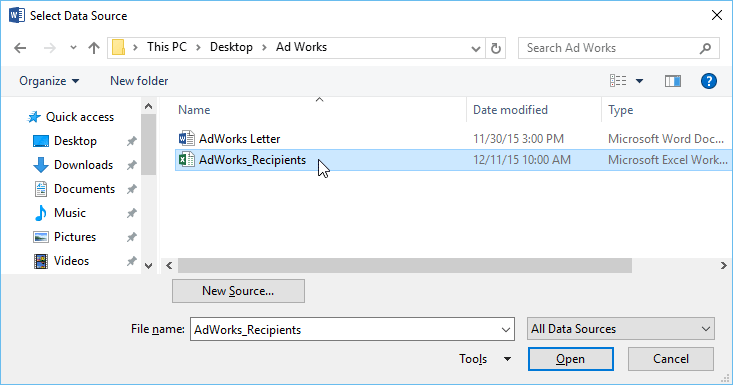 Select Data Source
This PC > Desktop > Ad Works
Search Ad Works
Organize
New folder
?
Quick access
Desktop
Downloads
Documents
Music
Pictures
Videos
Name Date modified Type
AdWorks Letter 11/30/15 3:00 PM Microsoft Word Doc...
AdWorks_Recipients 12/11/15 10:00 AM Microsoft Excel Work...
New Source...
File name: AdWorks_Recipients All Data Sources
Tools Open Cancel